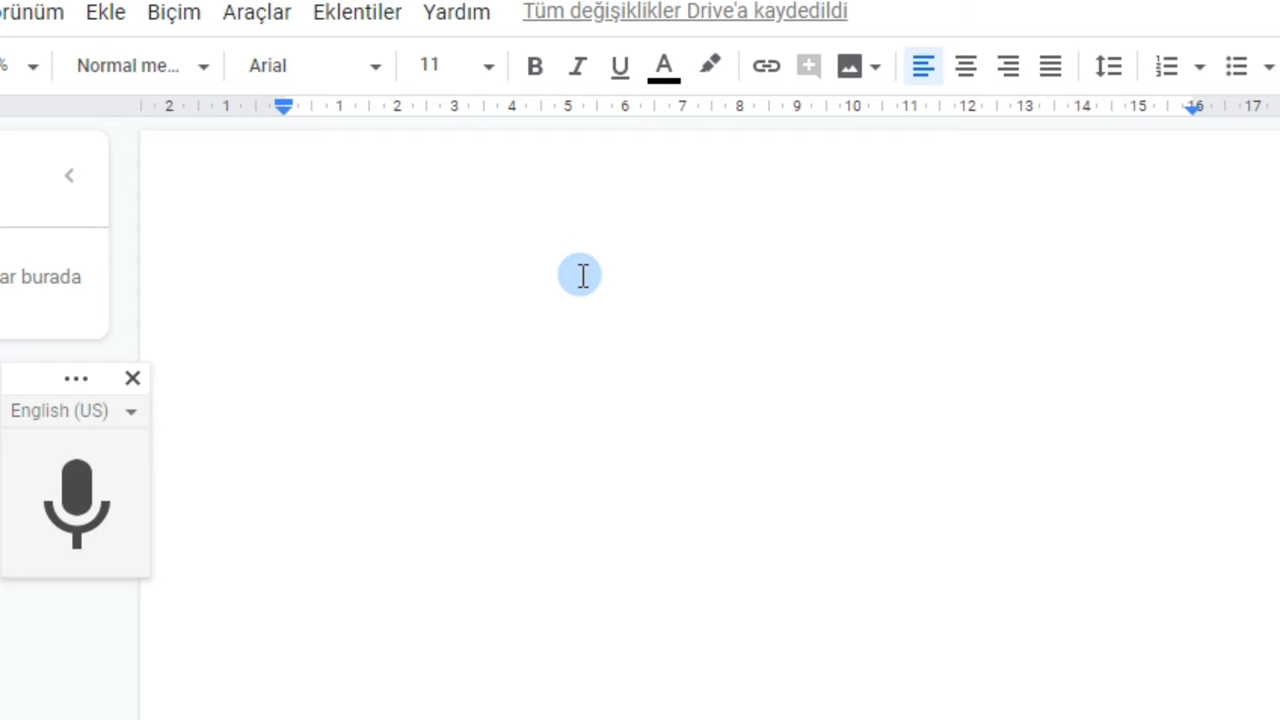 örünüm Ekle Biçim Araçlar Eklentiler Yardım Tüm değişiklikler Drive'a kaydedildi
% Normal me... Arial 11 B I U A
2 1 1 2 3 4 5 6 7 8 9 10 11 12 13 14 15 16 17
ar burada
English (US)